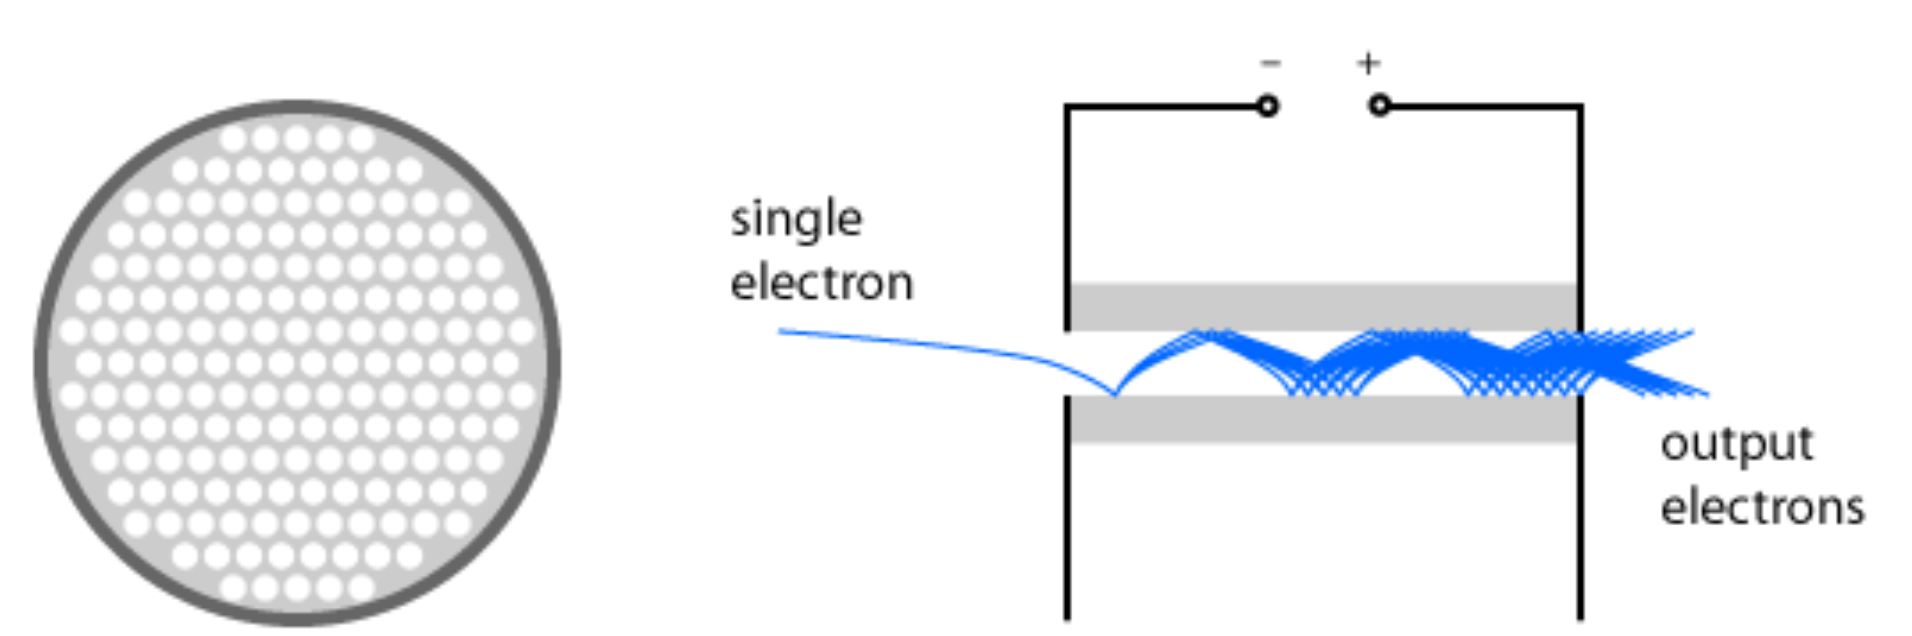 − +
single
electron
output
electrons